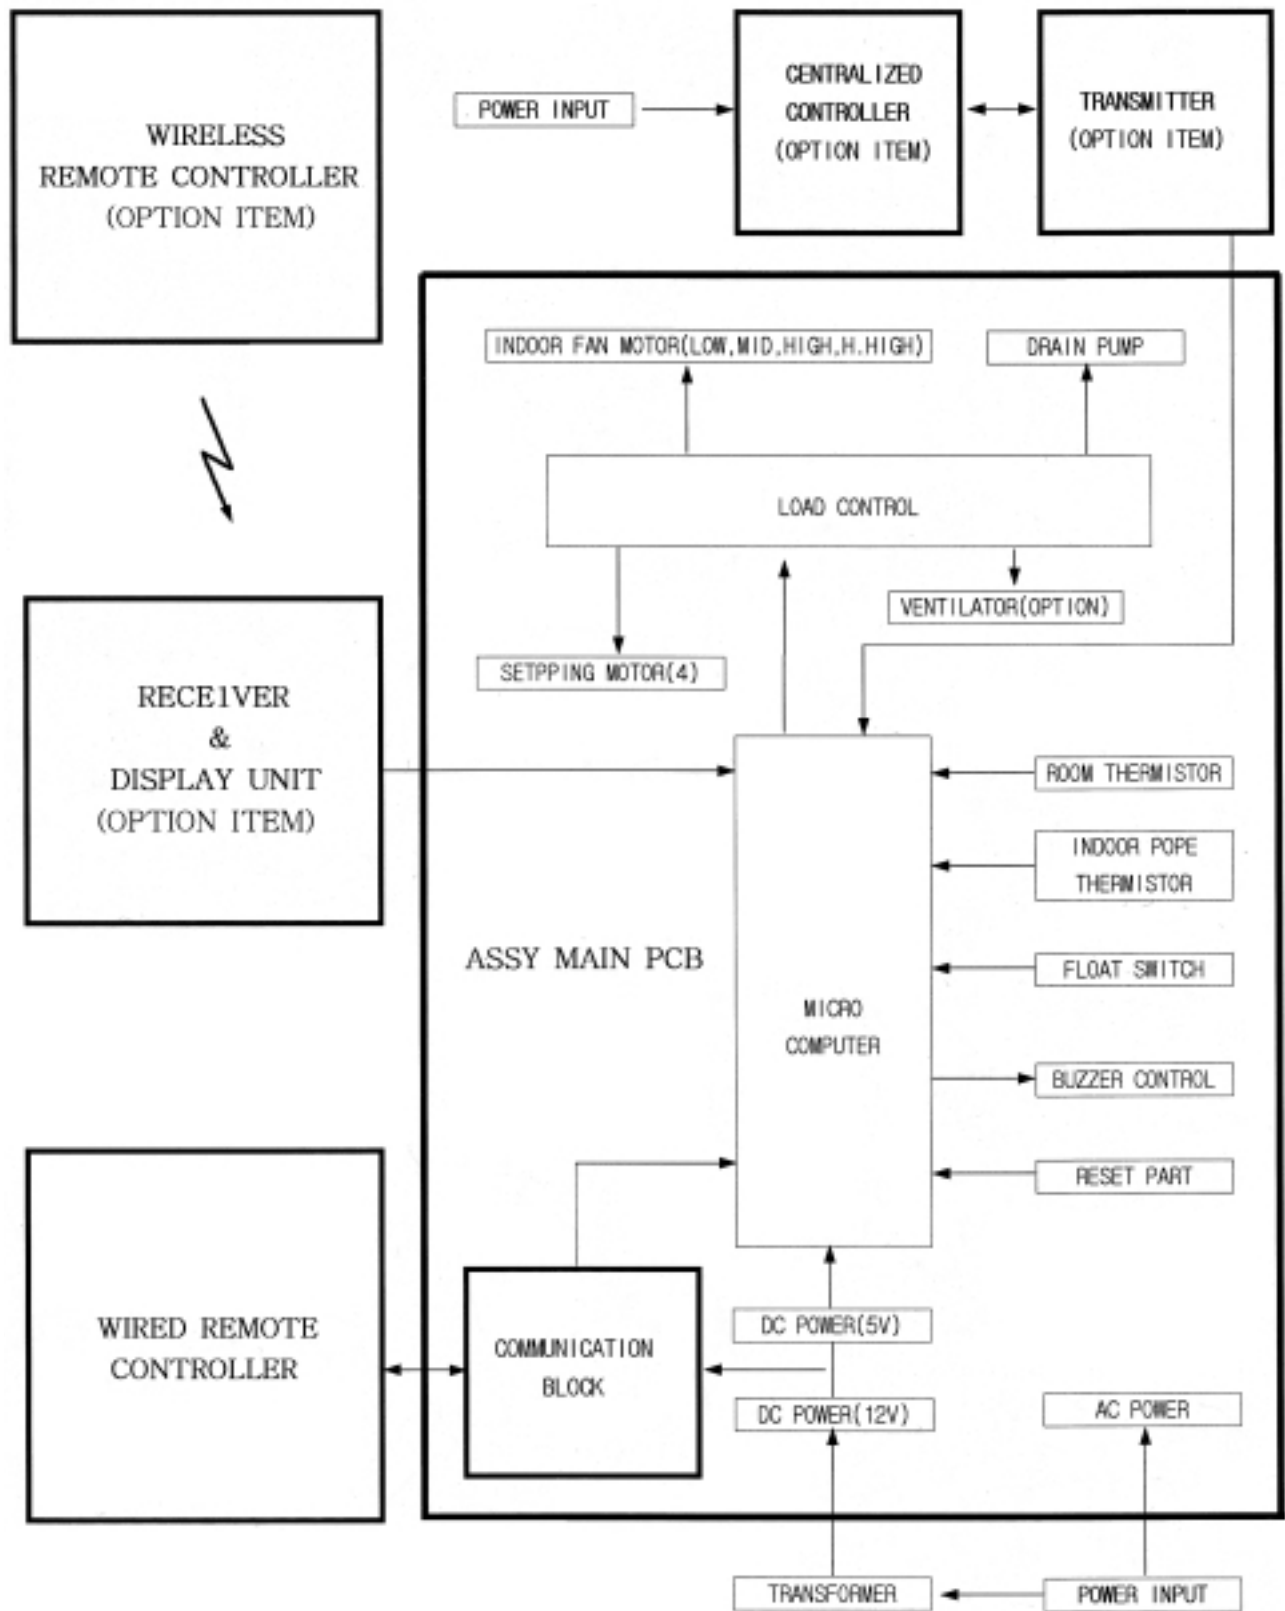 WIRELESS
REMOTE CONTROLLER
(OPTION ITEM)
POWER INPUT
CENTRALIZED
CONTROLLER
(OPTION ITEM)
TRANSMITTER
(OPTION ITEM)
INDOOR FAN MOTOR(LOW,MID,HIGH,H.HIGH)
DRAIN PUMP
LOAD CONTROL
VENTILATOR(OPTION)
SETPPING MOTOR(4)
RECE1VER
&
DISPLAY UNIT
(OPTION ITEM)
ROOM THERMISTOR
INDOOR POPE
THERMISTOR
ASSY MAIN PCB
FLOAT SWITCH
MICRO
COMPUTER
BUZZER CONTROL
RESET PART
WIRED REMOTE
CONTROLLER
COMMUNICATION
BLOCK
DC POWER(5V)
DC POWER(12V)
AC POWER
TRANSFORMER
POWER INPUT